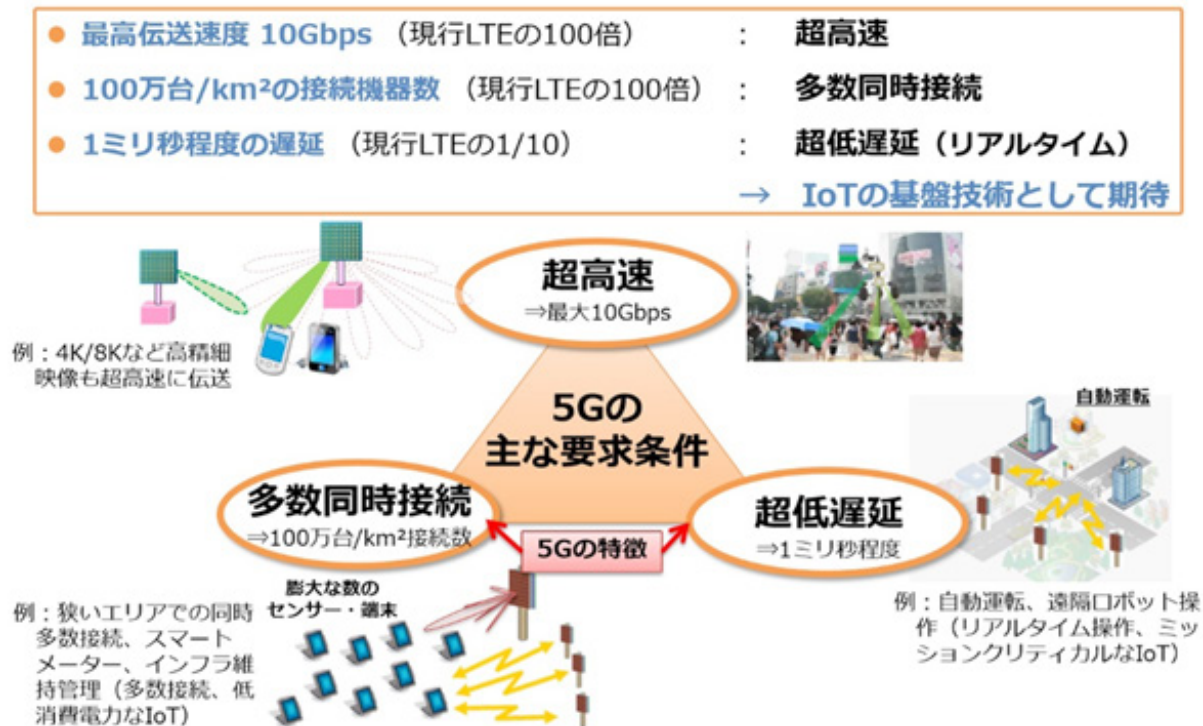 ● 最高伝送速度 10Gbps （現行LTEの100倍） ： 超高速
● 100万台/km²の接続機器数 （現行LTEの100倍） ： 多数同時接続
● 1ミリ秒程度の遅延 （現行LTEの1/10） ： 超低遅延（リアルタイム）
→ IoTの基盤技術として期待
超高速
⇒最大10Gbps
例：4K/8Kなど高精細
映像も超高速に伝送
5Gの
主な要求条件
自動運転
多数同時接続
⇒100万台/km²接続数
超低遅延
⇒1ミリ秒程度
5Gの特徴
膨大な数の
センサー・端末
例：狭いエリアでの同時
多数接続、スマート
メーター、インフラ維
持管理（多数接続、低
消費電力なIoT）
例：自動運転、遠隔ロボット操
作（リアルタイム操作、ミッ
ションクリティカルなIoT）